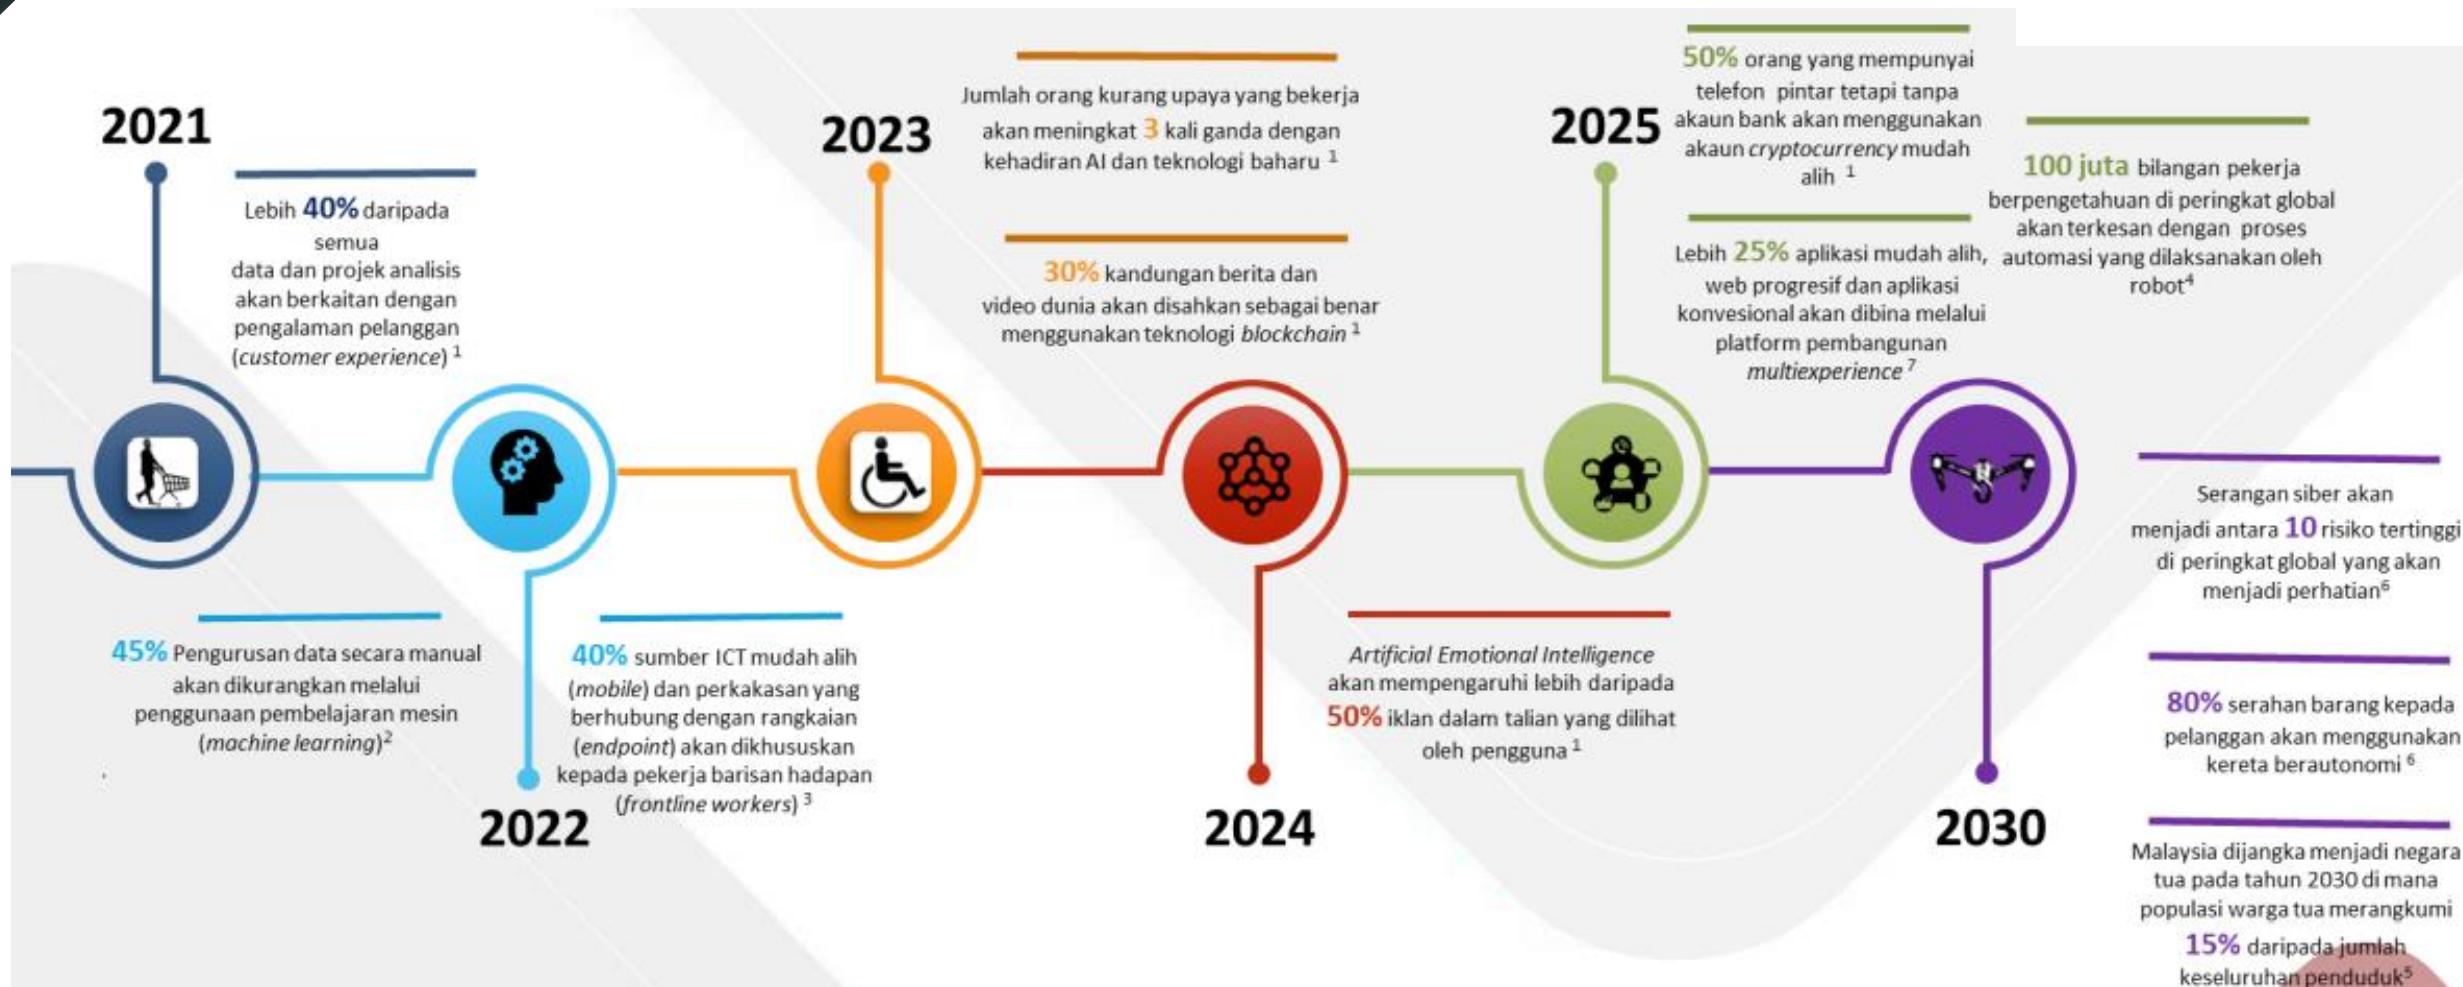 2021
Lebih 40% daripada
semua
data dan projek analisis
akan berkaitan dengan
pengalaman pelanggan
(customer experience) 1
45% Pengurusan data secara manual
akan dikurangkan melalui
penggunaan pembelajaran mesin
(machine learning)2
40% sumber ICT mudah alih
(mobile) dan perkakasan yang
berhubung dengan rangkaian
(endpoint) akan dikhususkan
kepada pekerja barisan hadapan
(frontline workers) 3
2022
2023
Jumlah orang kurang upaya yang bekerja
akan meningkat 3 kali ganda dengan
kehadiran AI dan teknologi baharu 1
30% kandungan berita dan
video dunia akan disahkan sebagai benar
menggunakan teknologi blockchain 1
Artificial Emotional Intelligence
akan mempengaruhi lebih daripada
50% iklan dalam talian yang dilihat
oleh pengguna 1
2024
2025
50% orang yang mempunyai
telefon pintar tetapi tanpa
akaun bank akan menggunakan
akaun cryptocurrency mudah
alih 1
Lebih 25% aplikasi mudah alih,
web progresif dan aplikasi
konvesional akan dibina melalui
platform pembangunan
multiexperience 7
100 juta bilangan pekerja
berpengetahuan di peringkat global
akan terkesan dengan proses
automasi yang dilaksanakan oleh
robot4
2030
Serangan siber akan
menjadi antara 10 risiko tertinggi
di peringkat global yang akan
menjadi perhatian6
80% serahan barang kepada
pelanggan akan menggunakan
kereta berautonomi 6
Malaysia dijangka menjadi negara
tua pada tahun 2030 di mana
populasi warga tua merangkumi
15% daripada jumlah
keseluruhan penduduk5